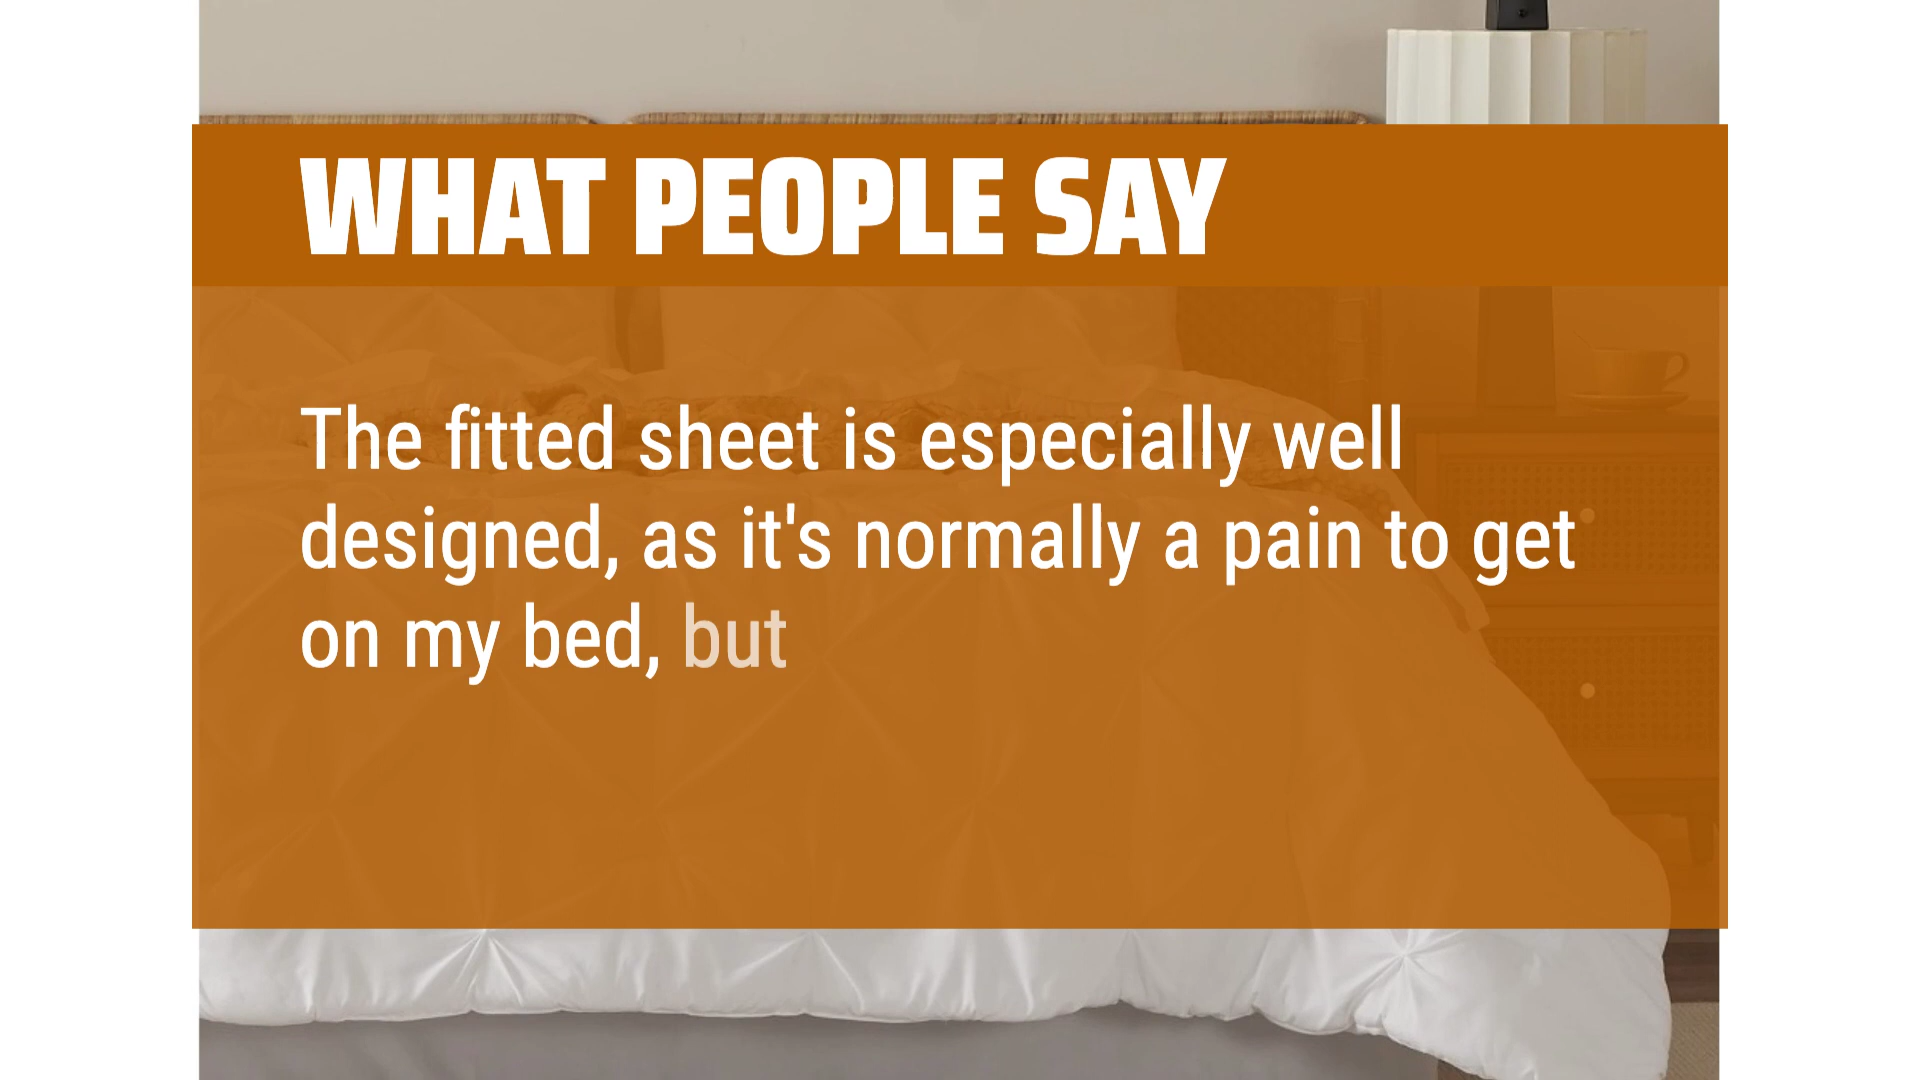 WHAT PEOPLE SAY
The fitted sheet is especially well
designed, as it's normally a pain to get
on my bed, but